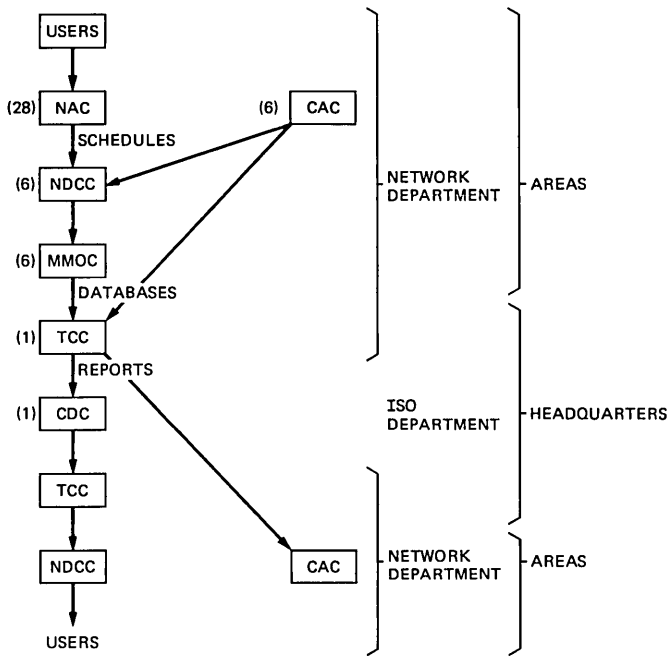 USERS
(28) NAC
(6) CAC
SCHEDULES
(6) NDCC
NETWORK
DEPARTMENT
AREAS
(6) MMOC
DATABASES
(1) TCC
REPORTS
ISO
DEPARTMENT
HEADQUARTERS
(1) CDC
TCC
NDCC
CAC
NETWORK
DEPARTMENT
AREAS
USERS